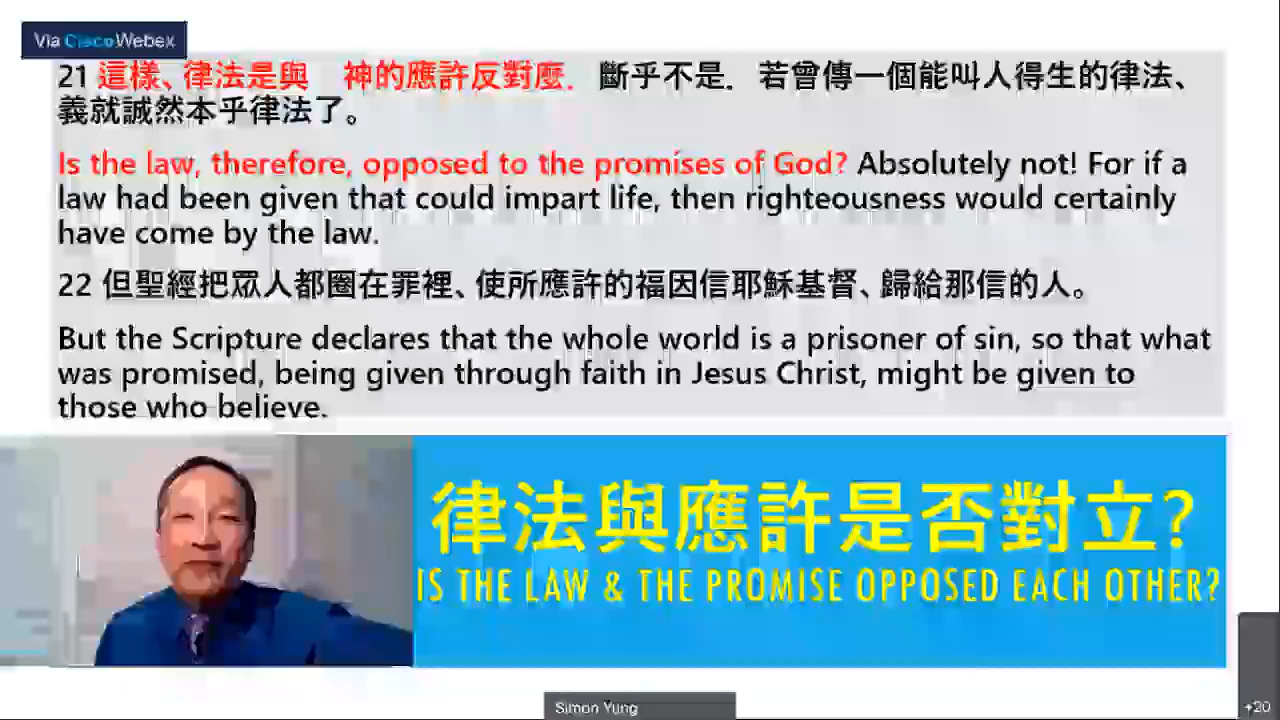 Via Cisco Webex
21 這樣、律法是與　神的應許反對麼．斷乎不是．若曾傳一個能叫人得生的律法、
義就誠然本乎律法了。
Is the law, therefore, opposed to the promises of God? Absolutely not! For if a
law had been given that could impart life, then righteousness would certainly
have come by the law.
22 但聖經把眾人都圈在罪裡、使所應許的福因信耶穌基督、歸給那信的人。
But the Scripture declares that the whole world is a prisoner of sin, so that what
was promised, being given through faith in Jesus Christ, might be given to
those who believe.
律法與應許是否對立?
IS THE LAW & THE PROMISE OPPOSED EACH OTHER?
Simon Yung
+20